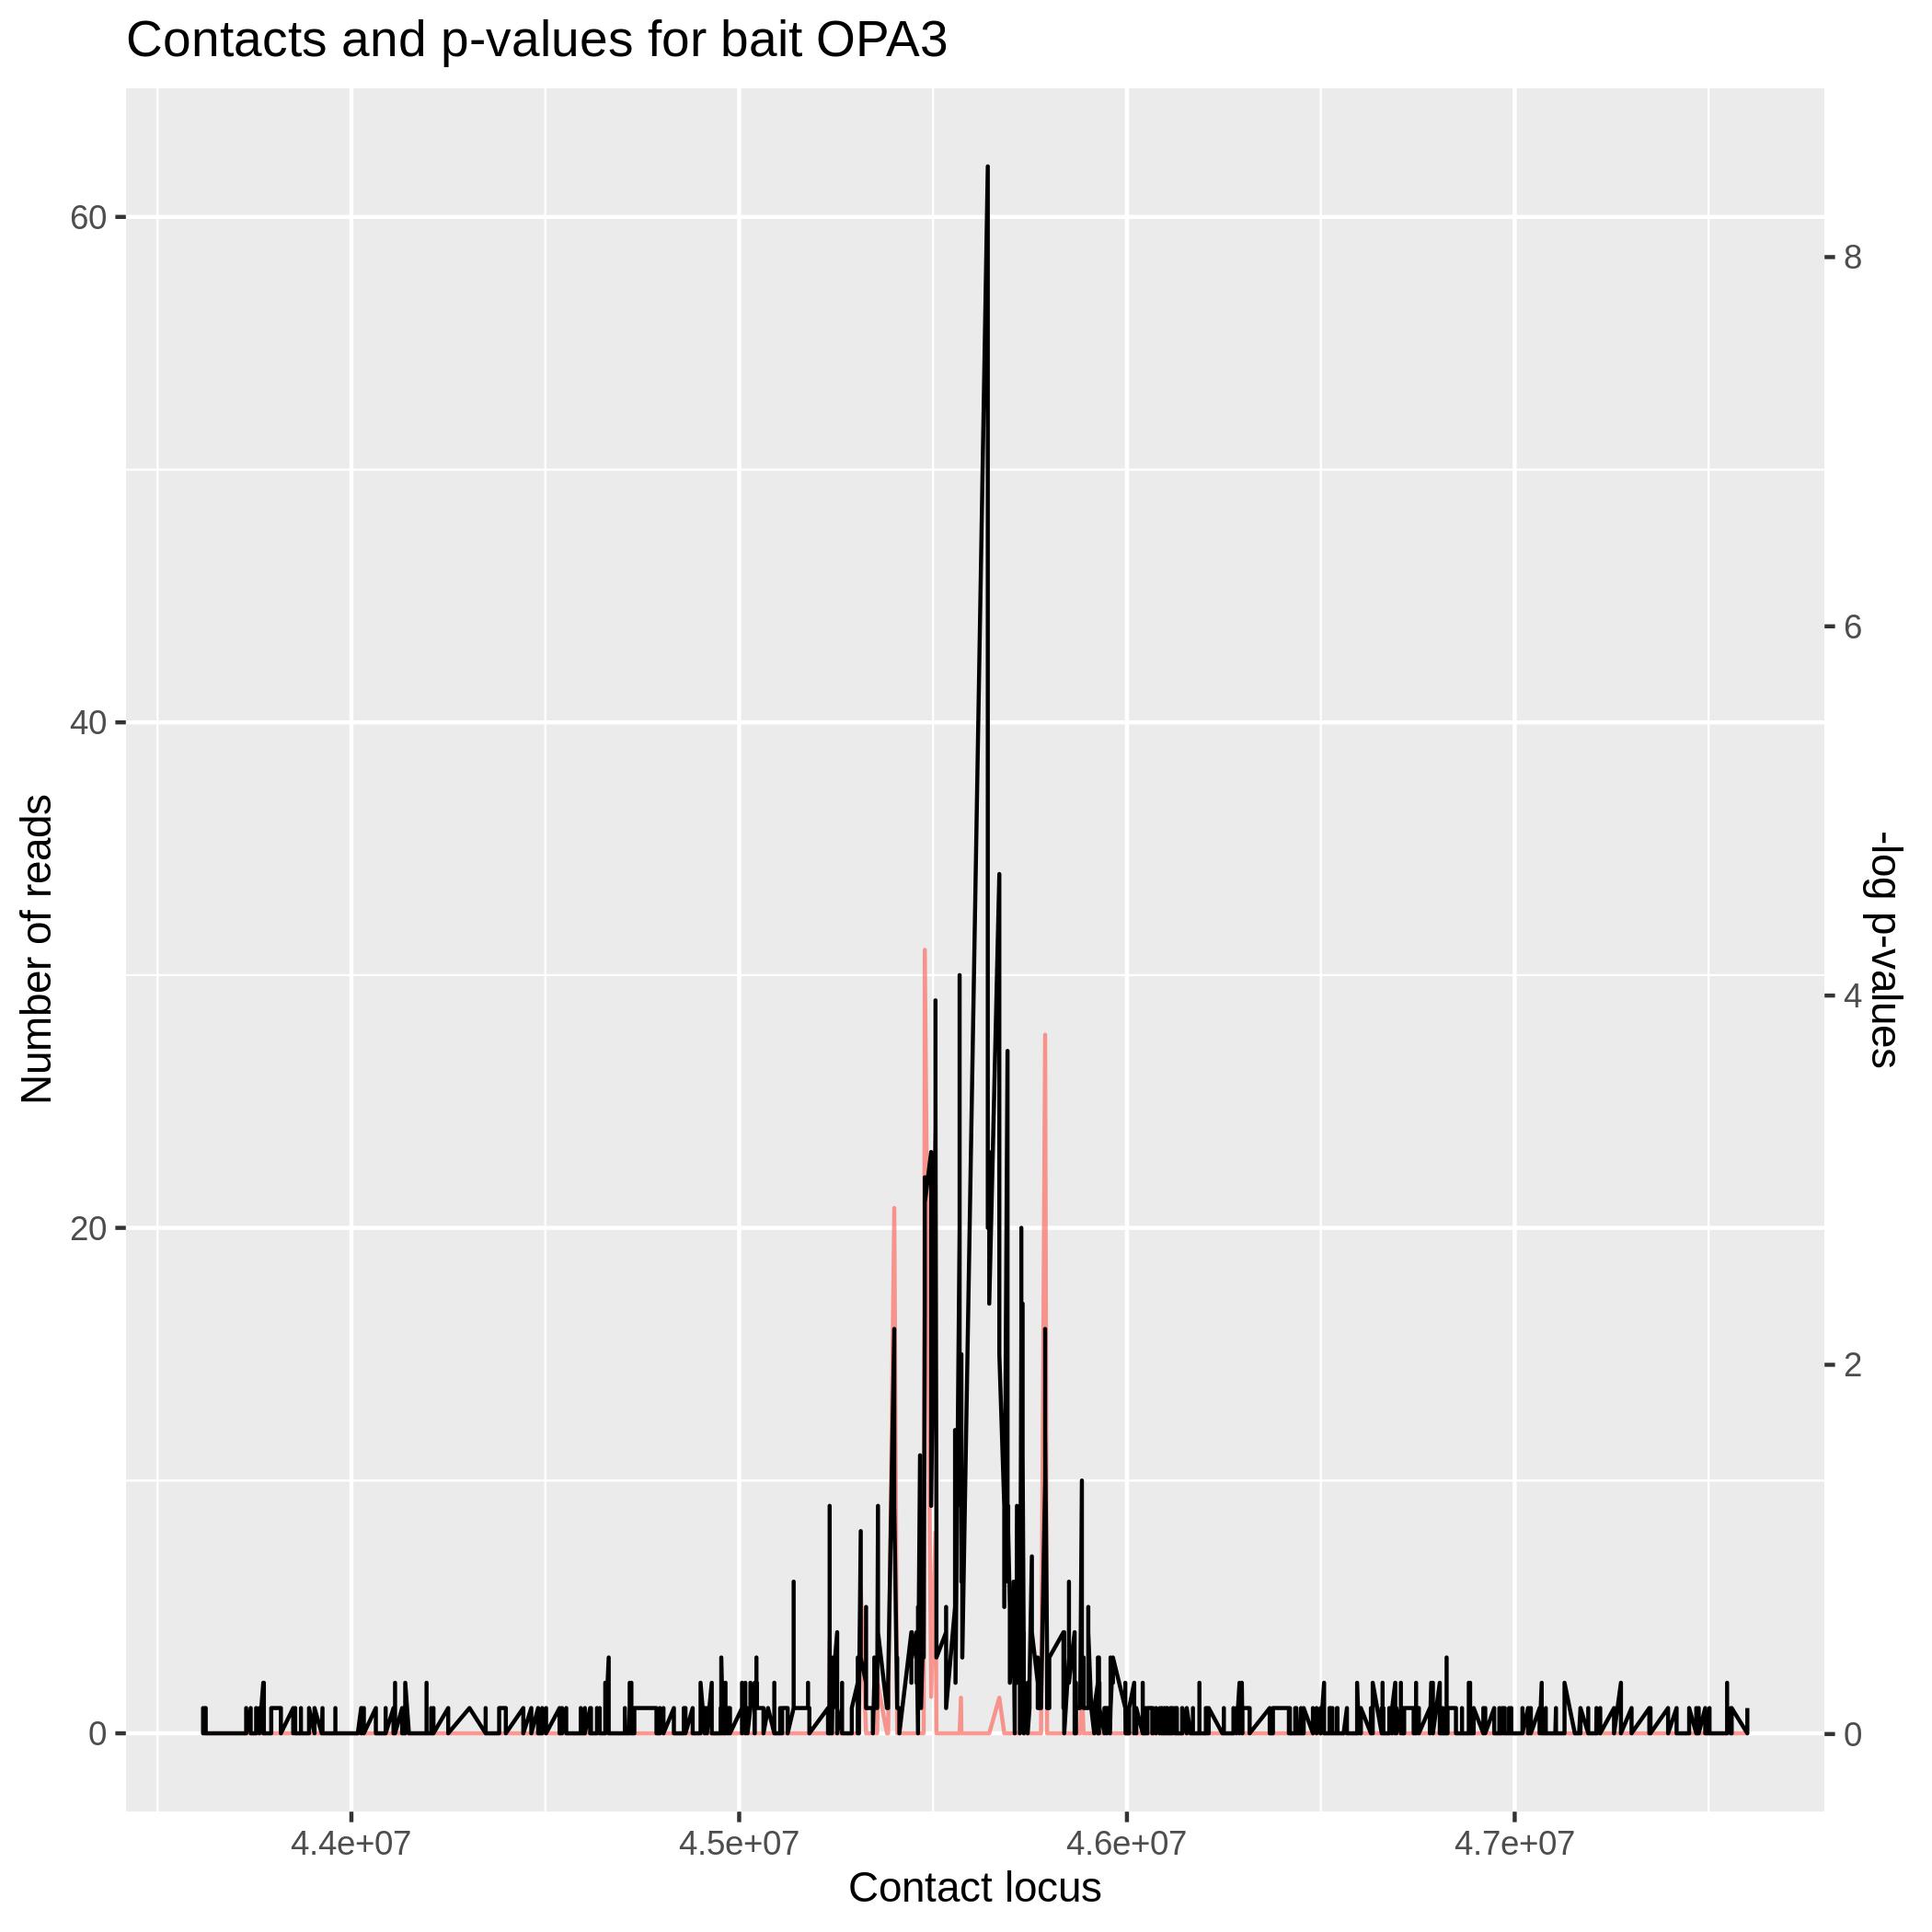 Contacts and p-values for bait OPA3
60
40
20
0
8
6
4
2
0
Number of reads
-log p-values
4.4e+07
4.5e+07
4.6e+07
4.7e+07
Contact locus